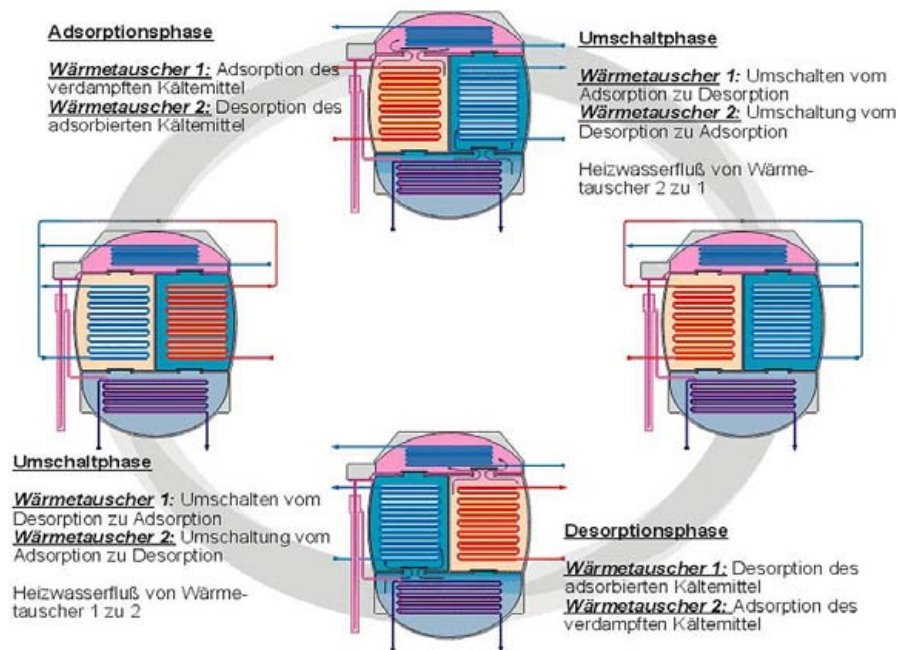 Adsorptionsphase
Wärmetauscher 1: Adsorption des
verdampften Kältemittel
Wärmetauscher 2: Desorption des
adsorbierten Kältemittel
Umschaltphase
Wärmetauscher 1: Umschalten vom
Adsorption zu Desorption
Wärmetauscher 2: Umschaltung vom
Desorption zu Adsorption
Heizwasserfluß von Wärme-
tauscher 2 zu 1
Umschaltphase
Wärmetauscher 1: Umschalten vom
Desorption zu Adsorption
Wärmetauscher 2: Umschaltung vom
Adsorption zu Desorption
Heizwasserfluß von Wärme-
tauscher 1 zu 2
Desorptionsphase
Wärmetauscher 1: Desorption des
adsorbierten Kältemittel
Wärmetauscher 2: Adsorption des
verdampften Kältemittel